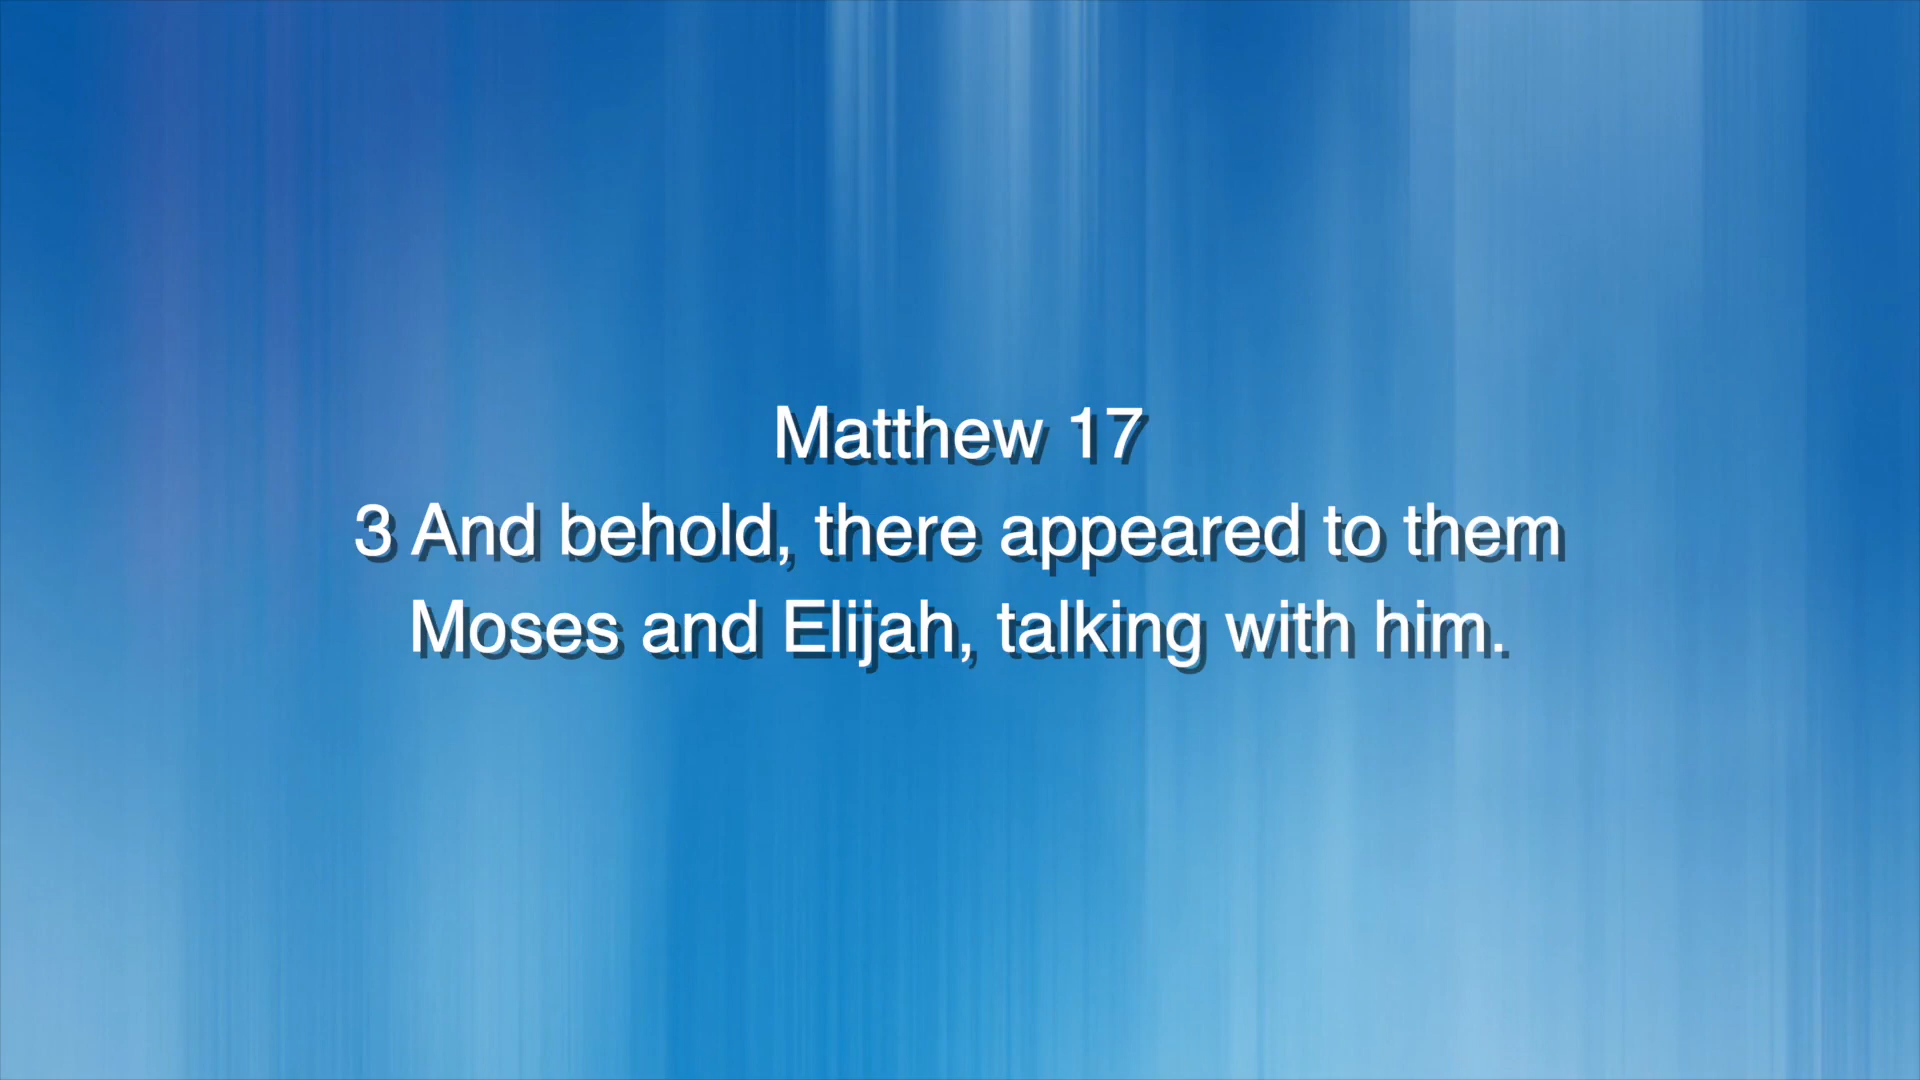 Matthew 17
3 And behold, there appeared to them
Moses and Elijah, talking with him.